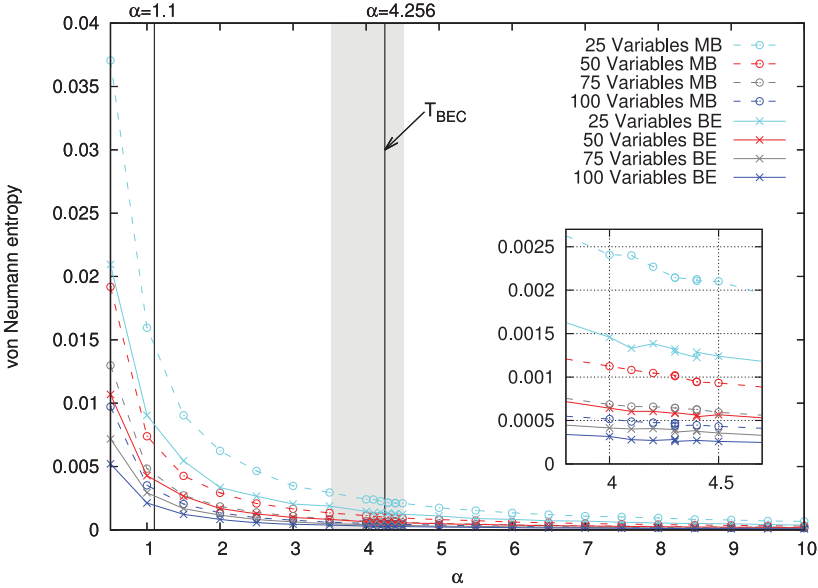 α=1.1
α=4.256
0.04
0.035
0.03
0.025
0.02
0.015
0.01
0.005
0
von Neumann entropy
T_BEC
25 Variables MB
50 Variables MB
75 Variables MB
100 Variables MB
25 Variables BE
50 Variables BE
75 Variables BE
100 Variables BE
0.0025
0.002
0.0015
0.001
0.0005
0
4
4.5
1
2
3
4
5
6
7
8
9
10
α